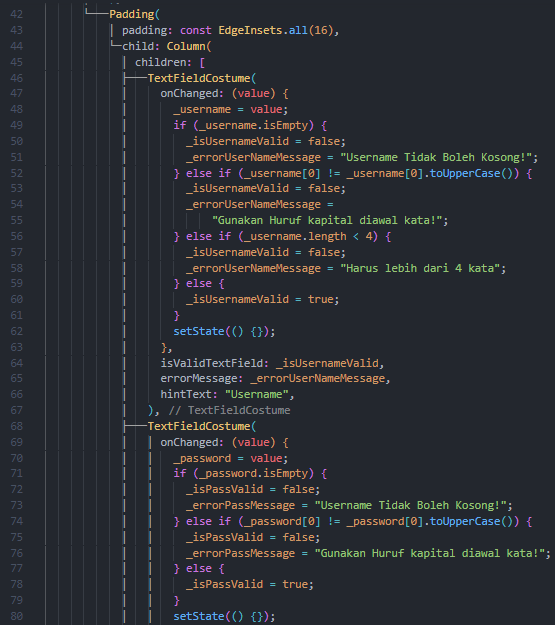 42 Padding(
43 padding: const EdgeInsets.all(16),
44 child: Column(
45 children: [
46 TextFieldCostume(
47 onChanged: (value) {
48 _username = value;
49 if (_username.isEmpty) {
50 _isUsernameValid = false;
51 _errorUserNameMessage = "Username Tidak Boleh Kosong!";
52 } else if (_username[0] != _username[0].toUpperCase()) {
53 _isUsernameValid = false;
54 _errorUserNameMessage =
55 "Gunakan Huruf kapital diawal kata!";
56 } else if (_username.length < 4) {
57 _isUsernameValid = false;
58 _errorUserNameMessage = "Harus lebih dari 4 kata";
59 } else {
60 _isUsernameValid = true;
61 }
62 setState(() {});
63 },
64 isValidTextField: _isUsernameValid,
65 errorMessage: _errorUserNameMessage,
66 hintText: "Username",
67 ), // TextFieldCostume
68 TextFieldCostume(
69 onChanged: (value) {
70 _password = value;
71 if (_password.isEmpty) {
72 _isPassValid = false;
73 _errorPassMessage = "Username Tidak Boleh Kosong!";
74 } else if (_password[0] != _password[0].toUpperCase()) {
75 _isPassValid = false;
76 _errorPassMessage = "Gunakan Huruf kapital diawal kata!";
77 } else {
78 _isPassValid = true;
79 }
80 setState(() {});